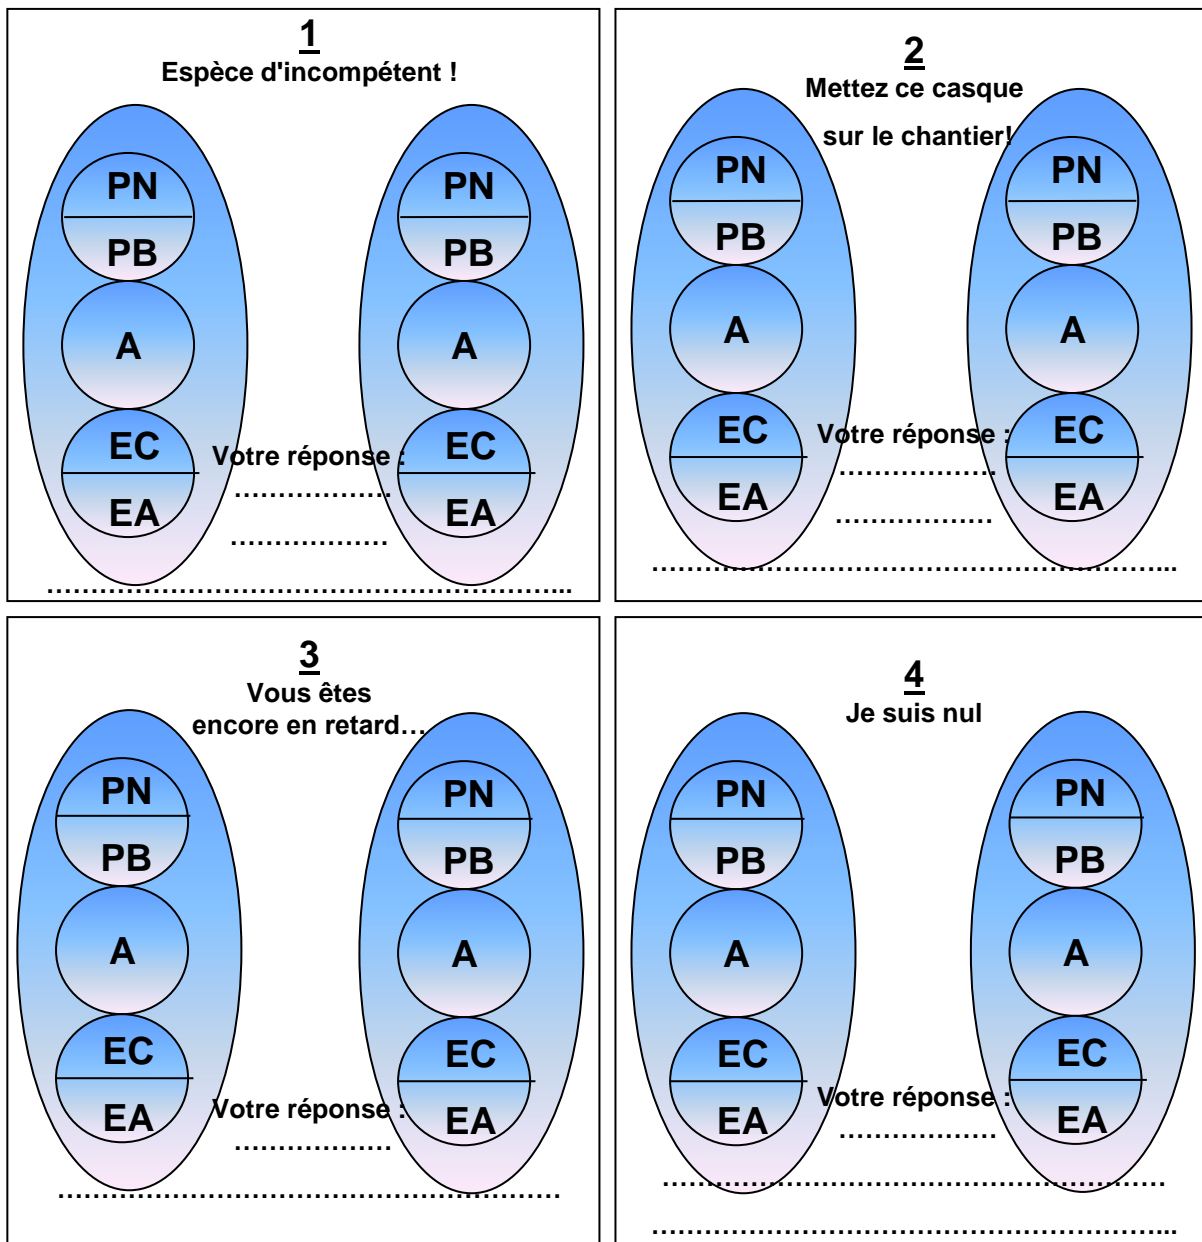 1
Espèce d'incompétent !
PN PN
PB PB
A A
EC EC
Votre réponse :
………………
EA EA
………………
…………………………………………………...
2
Mettez ce casque
sur le chantier!
PN PN
PB PB
A A
EC EC
Votre réponse :
………………
EA EA
………………
…………………………………………………...
3
Vous êtes
encore en retard…
PN PN
PB PB
A A
EC EC
Votre réponse :
EA EA
………………
…………………………………………………
4
Je suis nul
PN PN
PB PB
A A
EC EC
Votre réponse :
EA EA
………………
…………………………………………………
…………………………………………………...